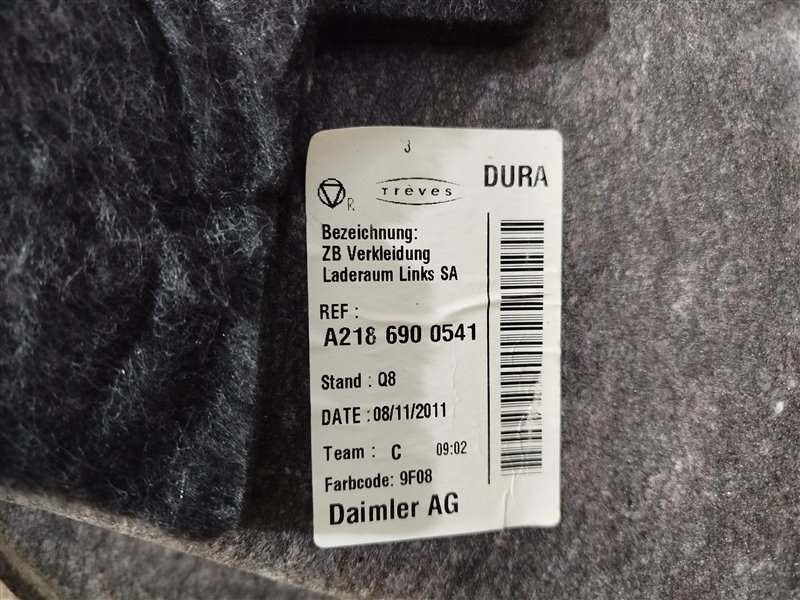 3
R
Trèves
DURA
Bezeichnung:
ZB Verkleidung
Laderaum Links SA
REF :
A218 690 0541
Stand : Q8
DATE :08/11/2011
Team : C 09:02
Farbcode: 9F08
Daimler AG